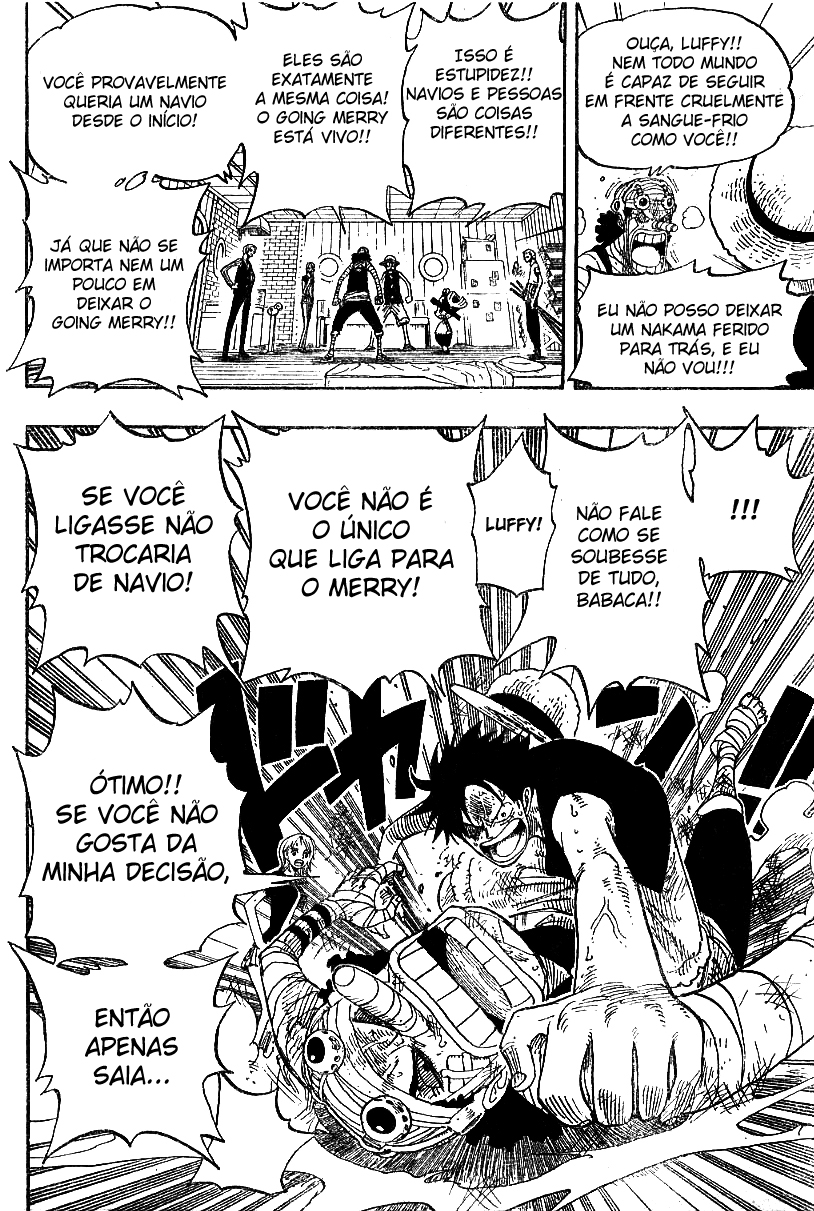 OUÇA, LUFFY!!
NEM TODO MUNDO
É CAPAZ DE SEGUIR
EM FRENTE CRUELMENTE
A SANGUE-FRIO
COMO VOCÊ!!
EU NÃO POSSO DEIXAR
UM NAKAMA FERIDO
PARA TRÁS, E EU
NÃO VOU!!!
ISSO É
ESTUPIDEZ!!
NAVIOS E PESSOAS
SÃO COISAS
DIFERENTES!!
ELES SÃO
EXATAMENTE
A MESMA COISA!
O GOING MERRY
ESTÁ VIVO!!
VOCÊ PROVAVELMENTE
QUERIA UM NAVIO
DESDE O INÍCIO!
JÁ QUE NÃO SE
IMPORTA NEM UM
POUCO EM
DEIXAR O
GOING MERRY!!
!!!
NÃO FALE
COMO SE
SOUBESSE
DE TUDO,
BABACA!!
LUFFY!
VOCÊ NÃO É
O ÚNICO
QUE LIGA PARA
O MERRY!
SE VOCÊ
LIGASSE NÃO
TROCARIA
DE NAVIO!
ÓTIMO!!
SE VOCÊ NÃO
GOSTA DA
MINHA DECISÃO,
ENTÃO
APENAS
SAIA...